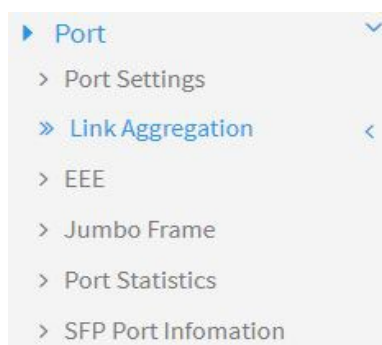 Port
Port Settings
Link Aggregation
EEE
Jumbo Frame
Port Statistics
SFP Port Infomation